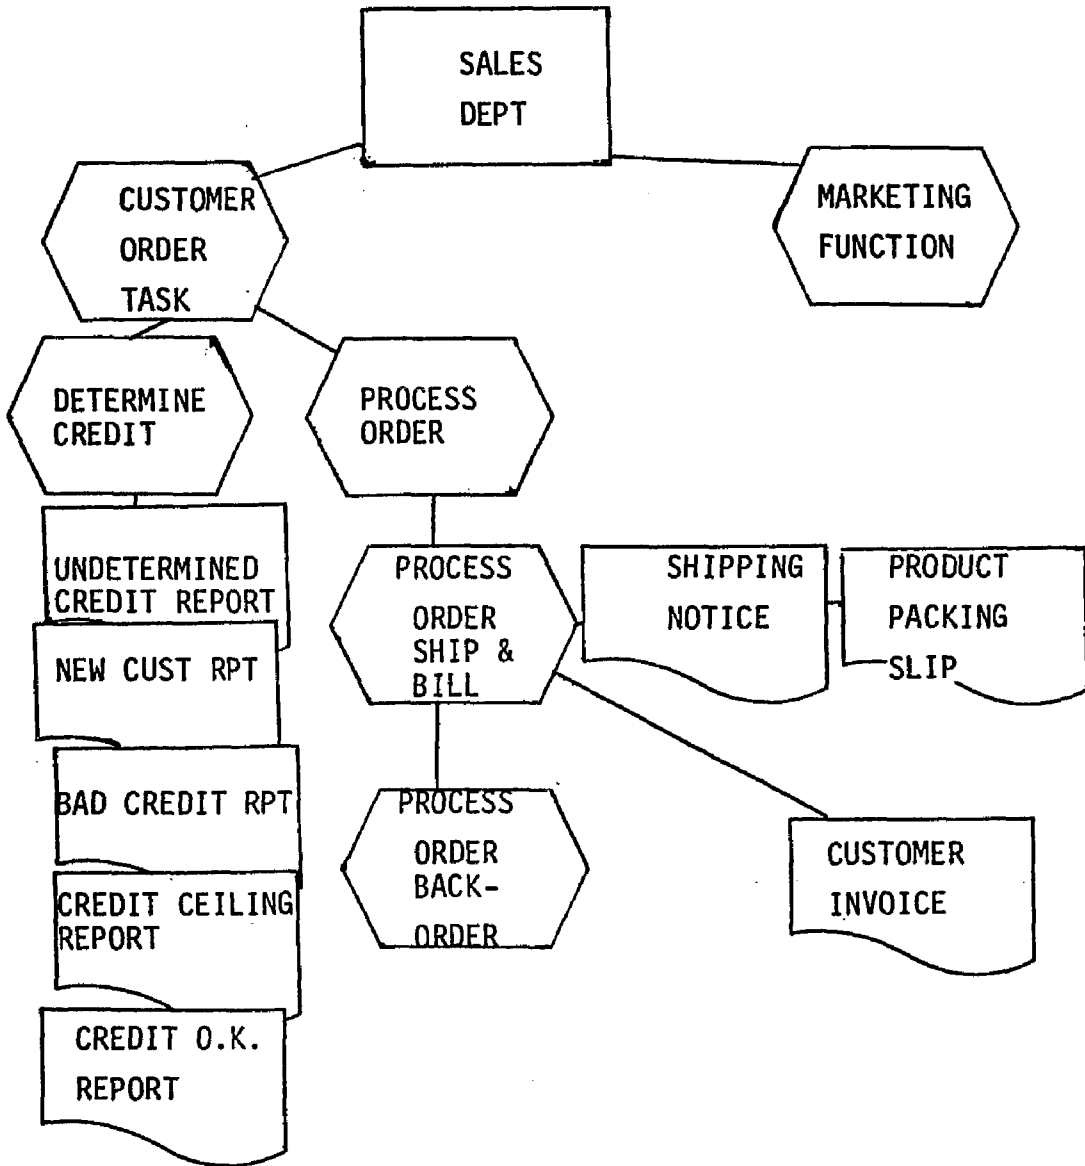 SALES
DEPT
CUSTOMER
ORDER
TASK
MARKETING
FUNCTION
DETERMINE
CREDIT
PROCESS
ORDER
UNDETERMINED
CREDIT REPORT
NEW CUST RPT
BAD CREDIT RPT
CREDIT CEILING
REPORT
CREDIT O.K.
REPORT
PROCESS
ORDER
SHIP &
BILL
SHIPPING
NOTICE
PRODUCT
PACKING
SLIP
PROCESS
ORDER
BACK-
ORDER
CUSTOMER
INVOICE